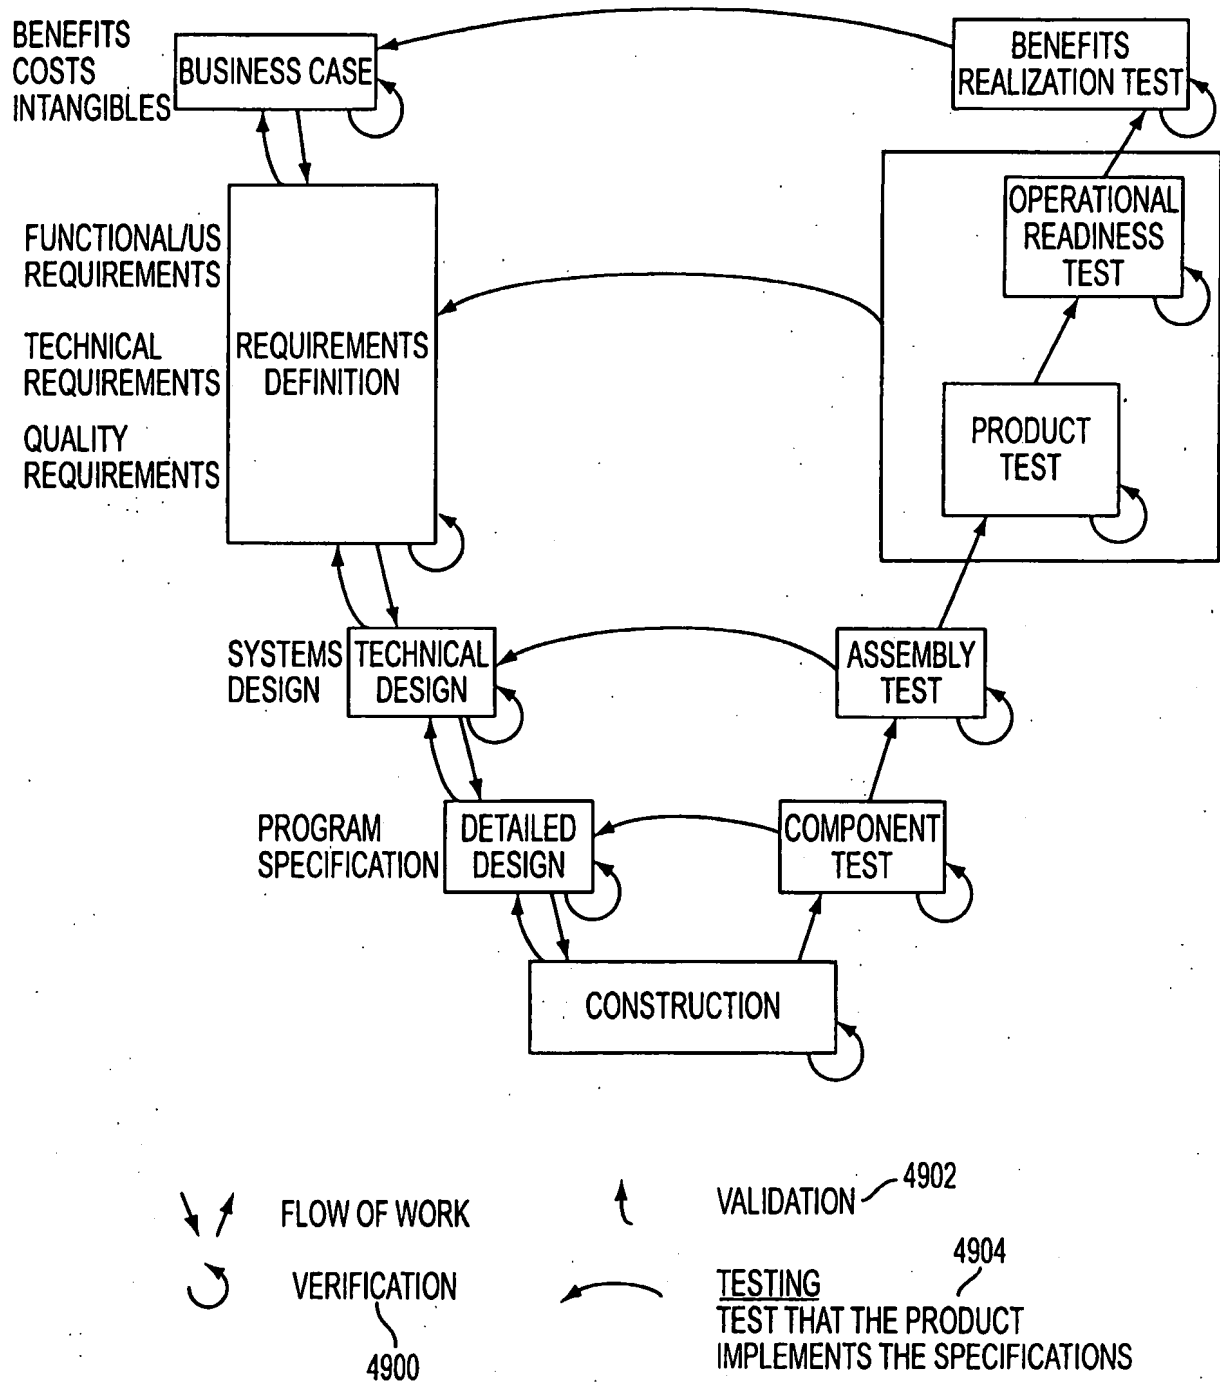 BENEFITS
COSTS
INTANGIBLES
BUSINESS CASE
BENEFITS
REALIZATION TEST
OPERATIONAL
READINESS
TEST
FUNCTIONAL/US
REQUIREMENTS
TECHNICAL
REQUIREMENTS
QUALITY
REQUIREMENTS
REQUIREMENTS
DEFINITION
PRODUCT
TEST
SYSTEMS
DESIGN
TECHNICAL
DESIGN
ASSEMBLY
TEST
PROGRAM
SPECIFICATION
DETAILED
DESIGN
COMPONENT
TEST
CONSTRUCTION
FLOW OF WORK
VALIDATION
4902
VERIFICATION
4900
4904
TESTING
TEST THAT THE PRODUCT
IMPLEMENTS THE SPECIFICATIONS